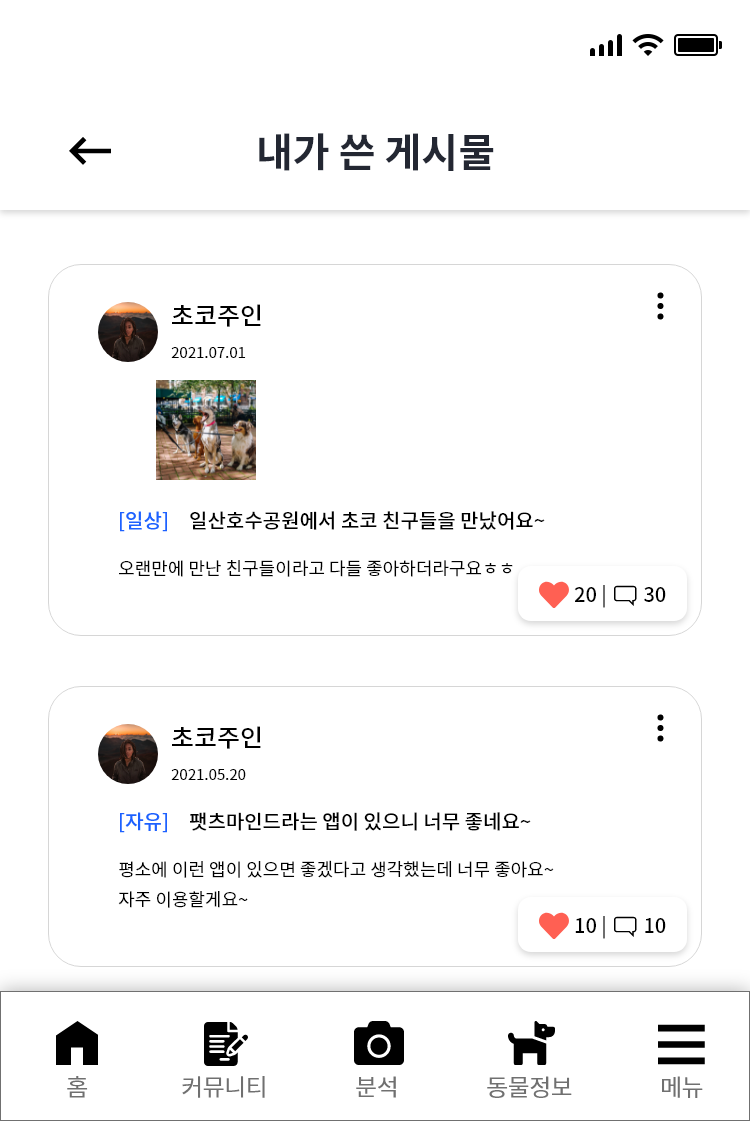 내가 쓴 게시물
초코주인
2021.07.01
[일상] 일산호수공원에서 초코 친구들을 만났어요~
오랜만에 만난 친구들이라고 다들 좋아하더라구요ㅎㅎ
20 | 30
초코주인
2021.05.20
[자유] 팻츠마인드라는 앱이 있으니 너무 좋네요~
평소에 이런 앱이 있으면 좋겠다고 생각했는데 너무 좋아요~
자주 이용할게요~
10 | 10
홈 커뮤니티 분석 동물정보 메뉴